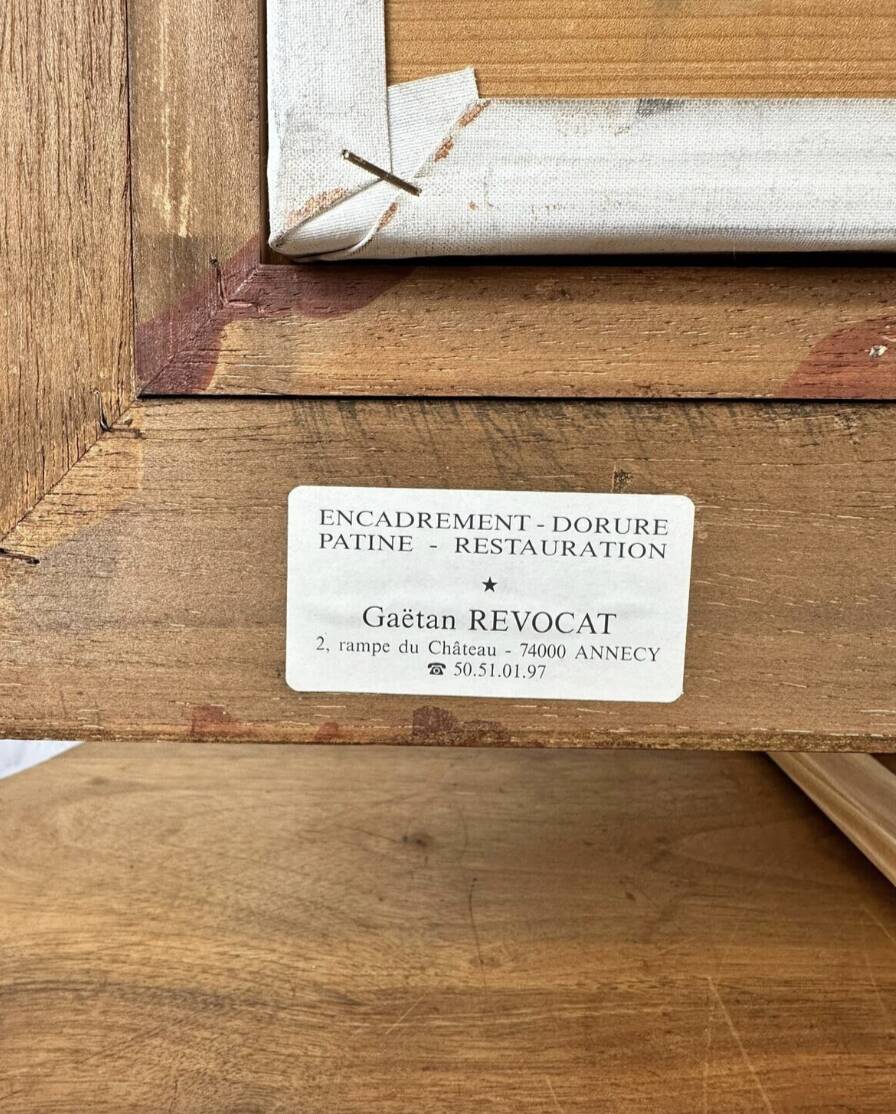 ENCADREMENT - DORURE
PATINE - RESTAURATION
★
Gaëtan REVOCAT
2, rampe du Château - 74000 ANNECY
☎ 50.51.01.97